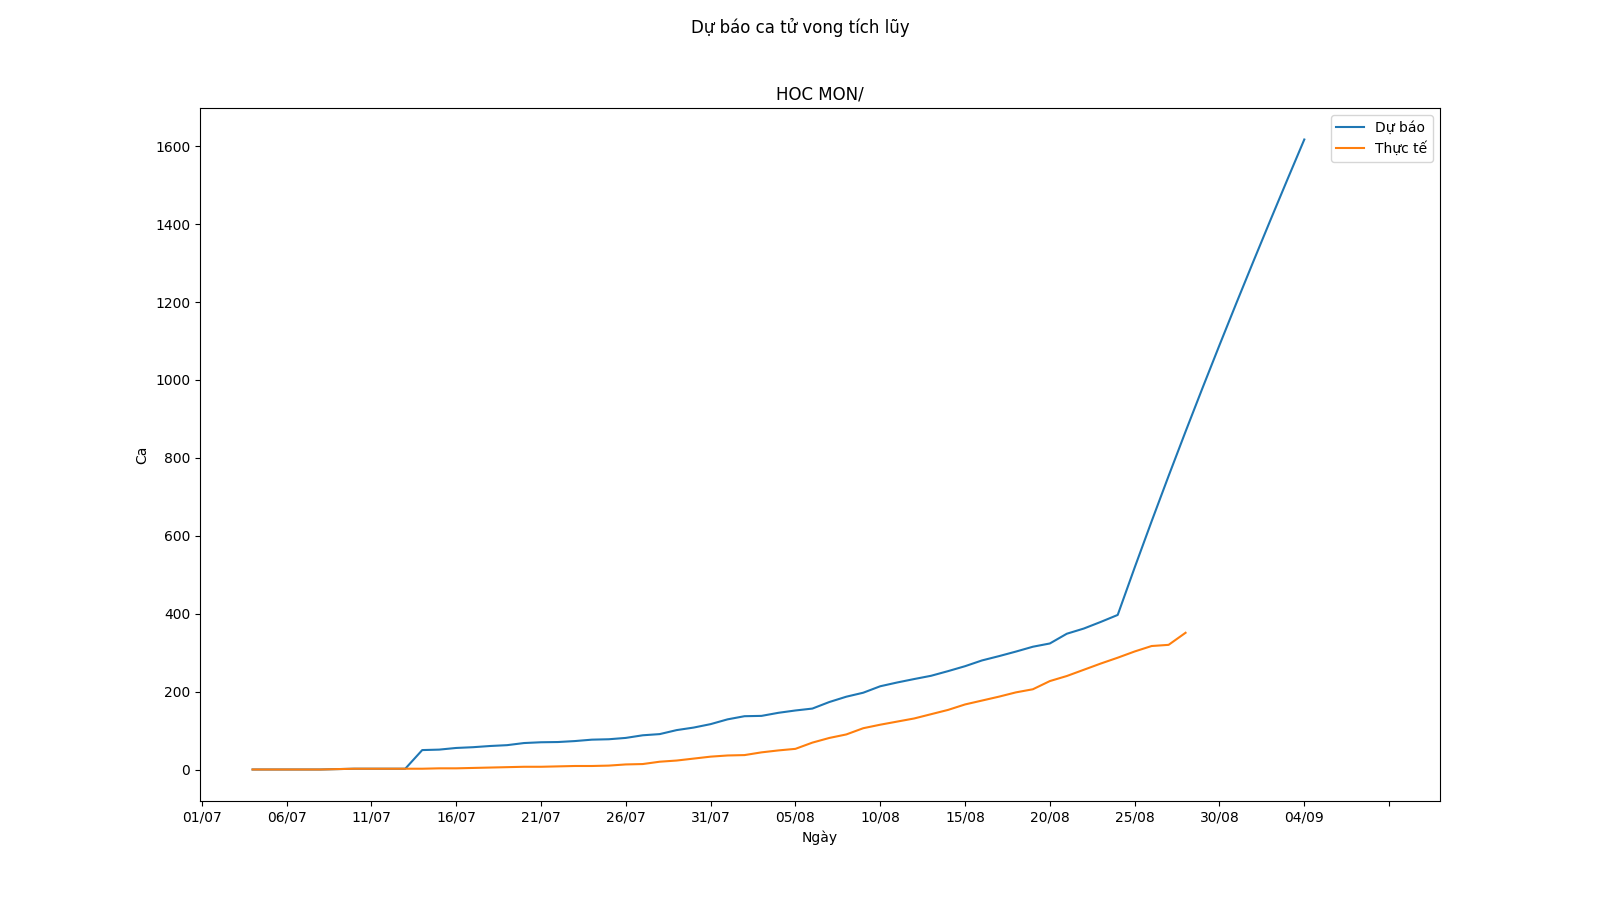 Dự báo ca tử vong tích lũy
HOC MON/
Dự báo
Thực tế
1600
1400
1200
1000
800
600
400
200
0
Ca
01/07 06/07 11/07 16/07 21/07 26/07 31/07 05/08 10/08 15/08 20/08 25/08 30/08 04/09
Ngày